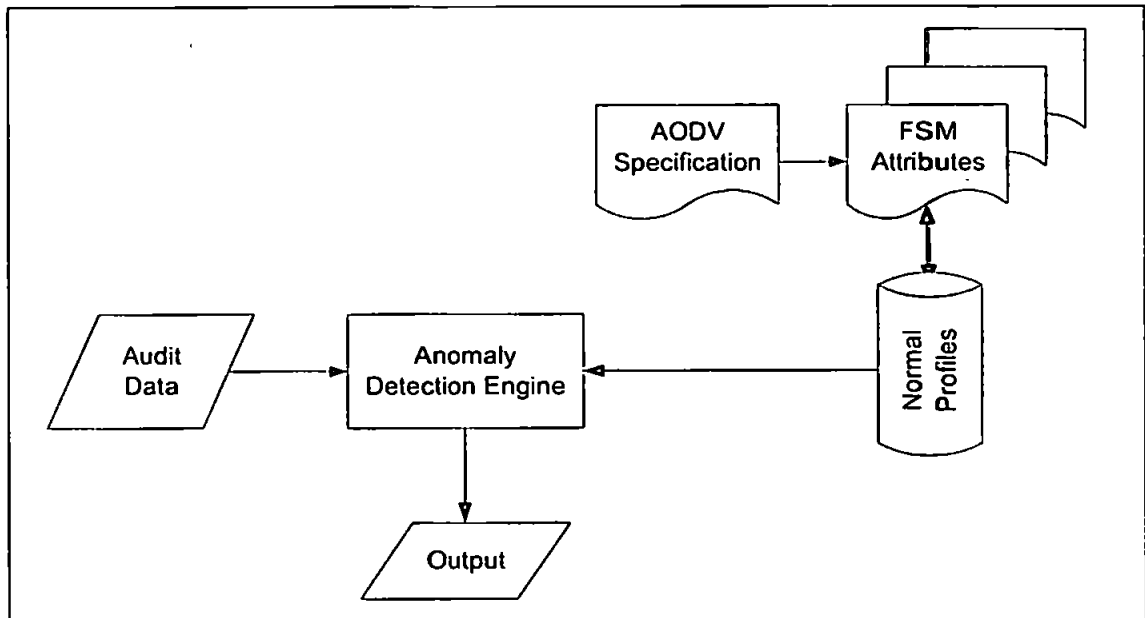 AODV
Specification
FSM
Attributes
Audit
Data
Anomaly
Detection Engine
Normal
Profiles
Output